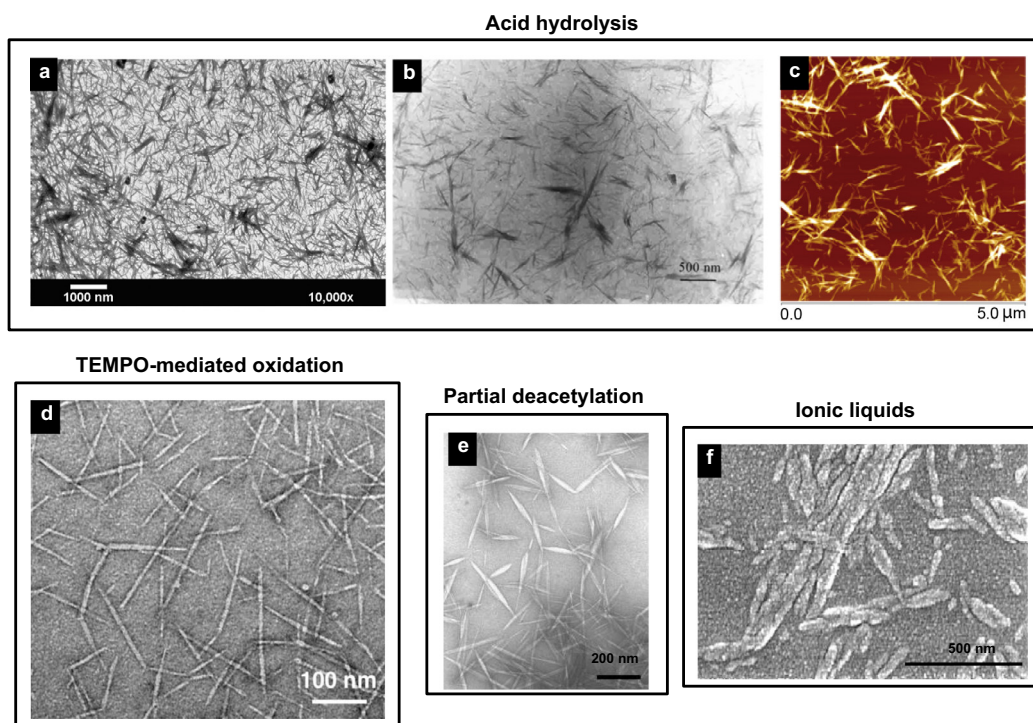 Acid hydrolysis
a
b
c
1000 nm
10,000x
500 nm
0.0
5.0 μm
TEMPO-mediated oxidation
Partial deacetylation
Ionic liquids
d
e
f
100 nm
200 nm
500 nm